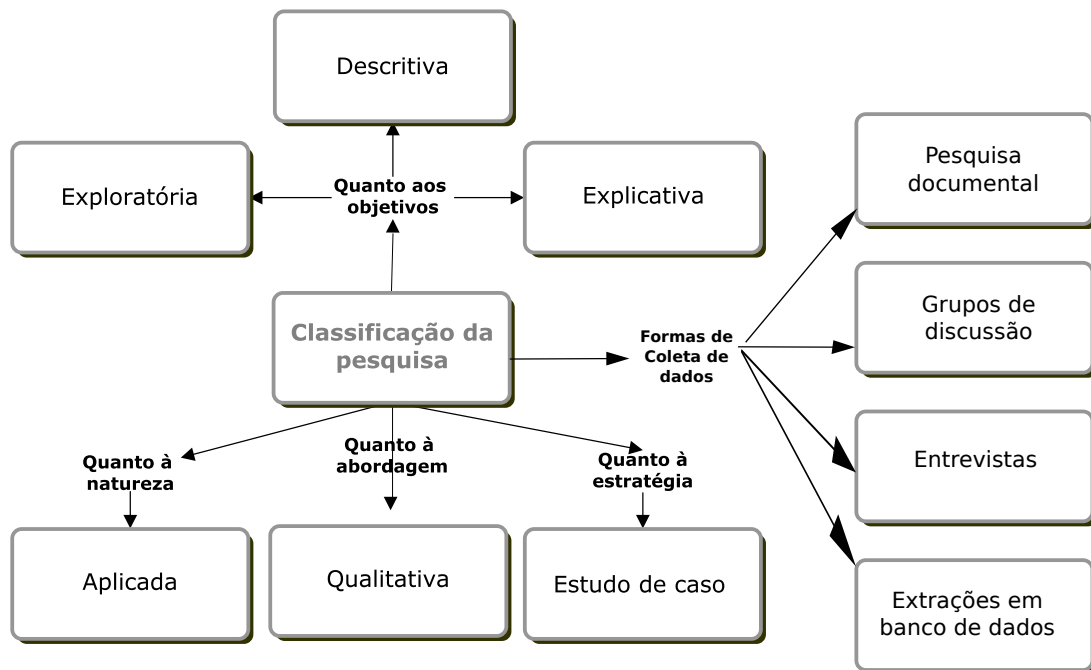 Descritiva
Exploratória
Quanto aos
objetivos
Explicativa
Pesquisa
documental
Classificação da
pesquisa
Formas de
Coleta de
dados
Grupos de
discussão
Quanto à
natureza
Quanto à
abordagem
Quanto à
estratégia
Entrevistas
Aplicada
Qualitativa
Estudo de caso
Extrações em
banco de dados